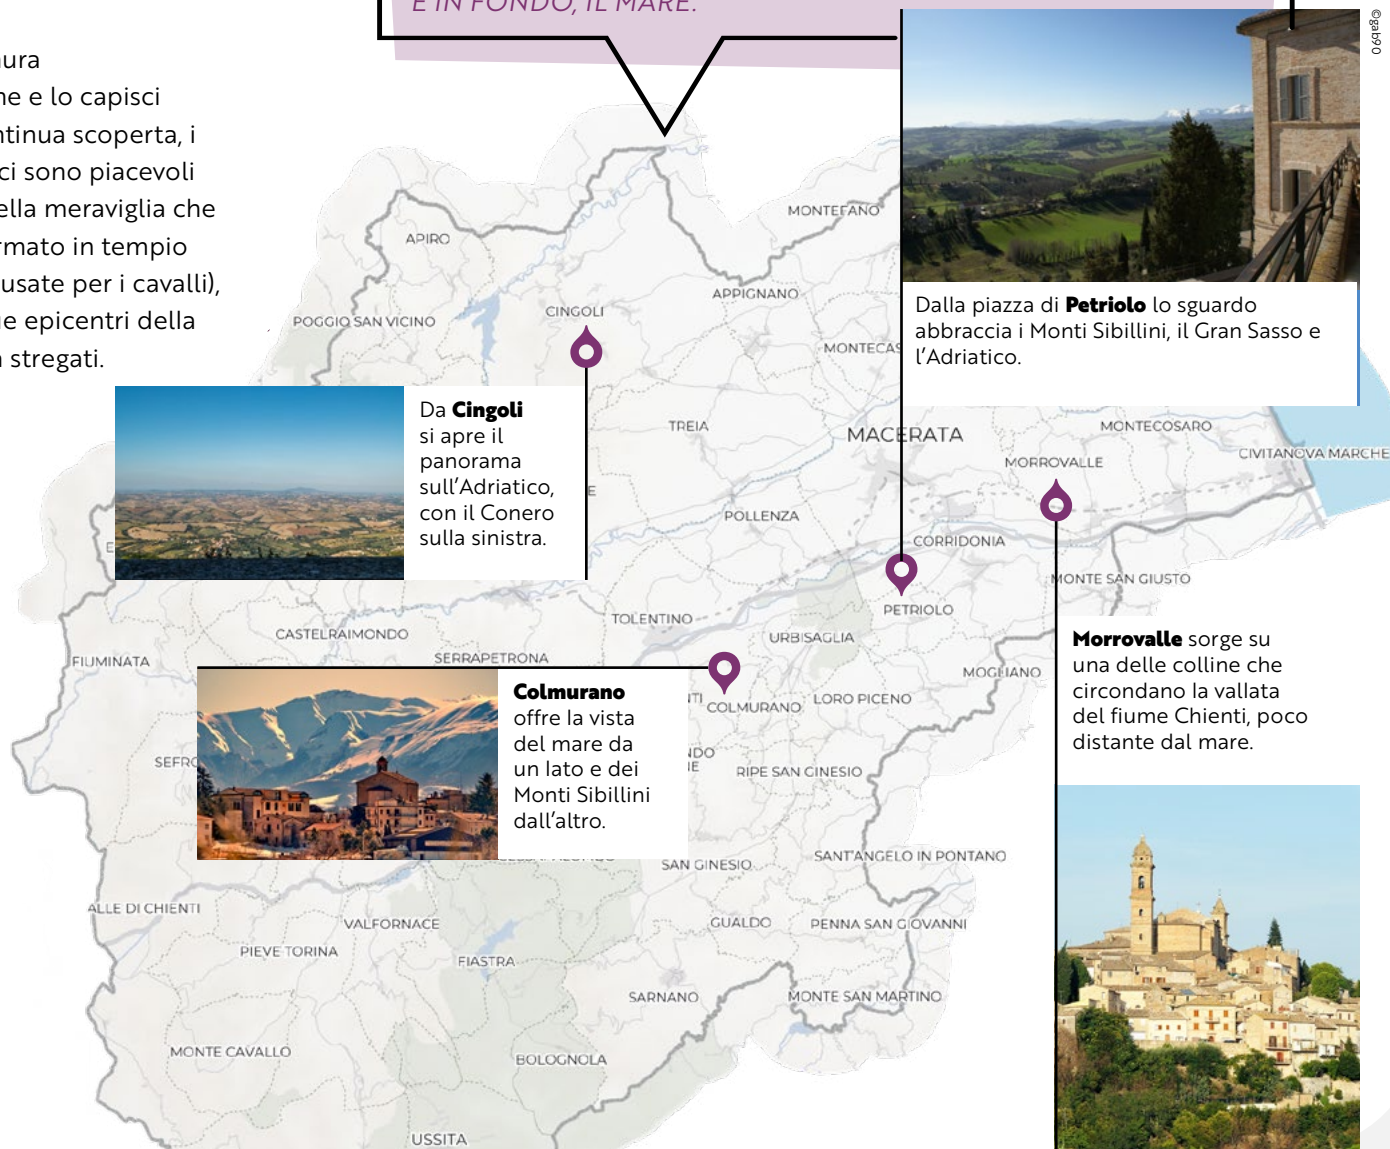 E IN FONDO, IL MARE.
©gab90
ne e lo capisci
ntinua scoperta, i
ci sono piacevoli
ella meraviglia che
rmato in tempio
usate per i cavalli),
e epicentri della
stregati.
MONTEFANO
APIRO
APPIGNANO
CINGOLI
POGGIO SAN VICINO
MONTECAS
Dalla piazza di Petriolo lo sguardo
abbraccia i Monti Sibillini, il Gran Sasso e
l’Adriatico.
Da Cingoli
si apre il
panorama
sull’Adriatico,
con il Conero
sulla sinistra.
TREIA
MACERATA
MONTECOSARO
CIVITANOVA MARCHE
MORROVALLE
POLLENZA
CORRIDONIA
MONTE SAN GIUSTO
PETRIOLO
TOLENTINO
URBISAGLIA
CASTELRAIMONDO
SERRAPETRONA
FIUMINATA
MOGLIANO
Morrovalle sorge su
una delle colline che
circondano la vallata
del fiume Chienti, poco
distante dal mare.
Colmurano
offre la vista
del mare da
un lato e dei
Monti Sibillini
dall’altro.
COLMURANO
LORO PICENO
SEFRO
RIPE SAN GINESIO
SAN GINESIO
SANT'ANGELO IN PONTANO
ALLE DI CHIENTI
VALFORNACE
GUALDO
PENNA SAN GIOVANNI
PIEVE TORINA
FIASTRA
SARNANO
MONTE SAN MARTINO
MONTE CAVALLO
BOLOGNOLA
USSITA